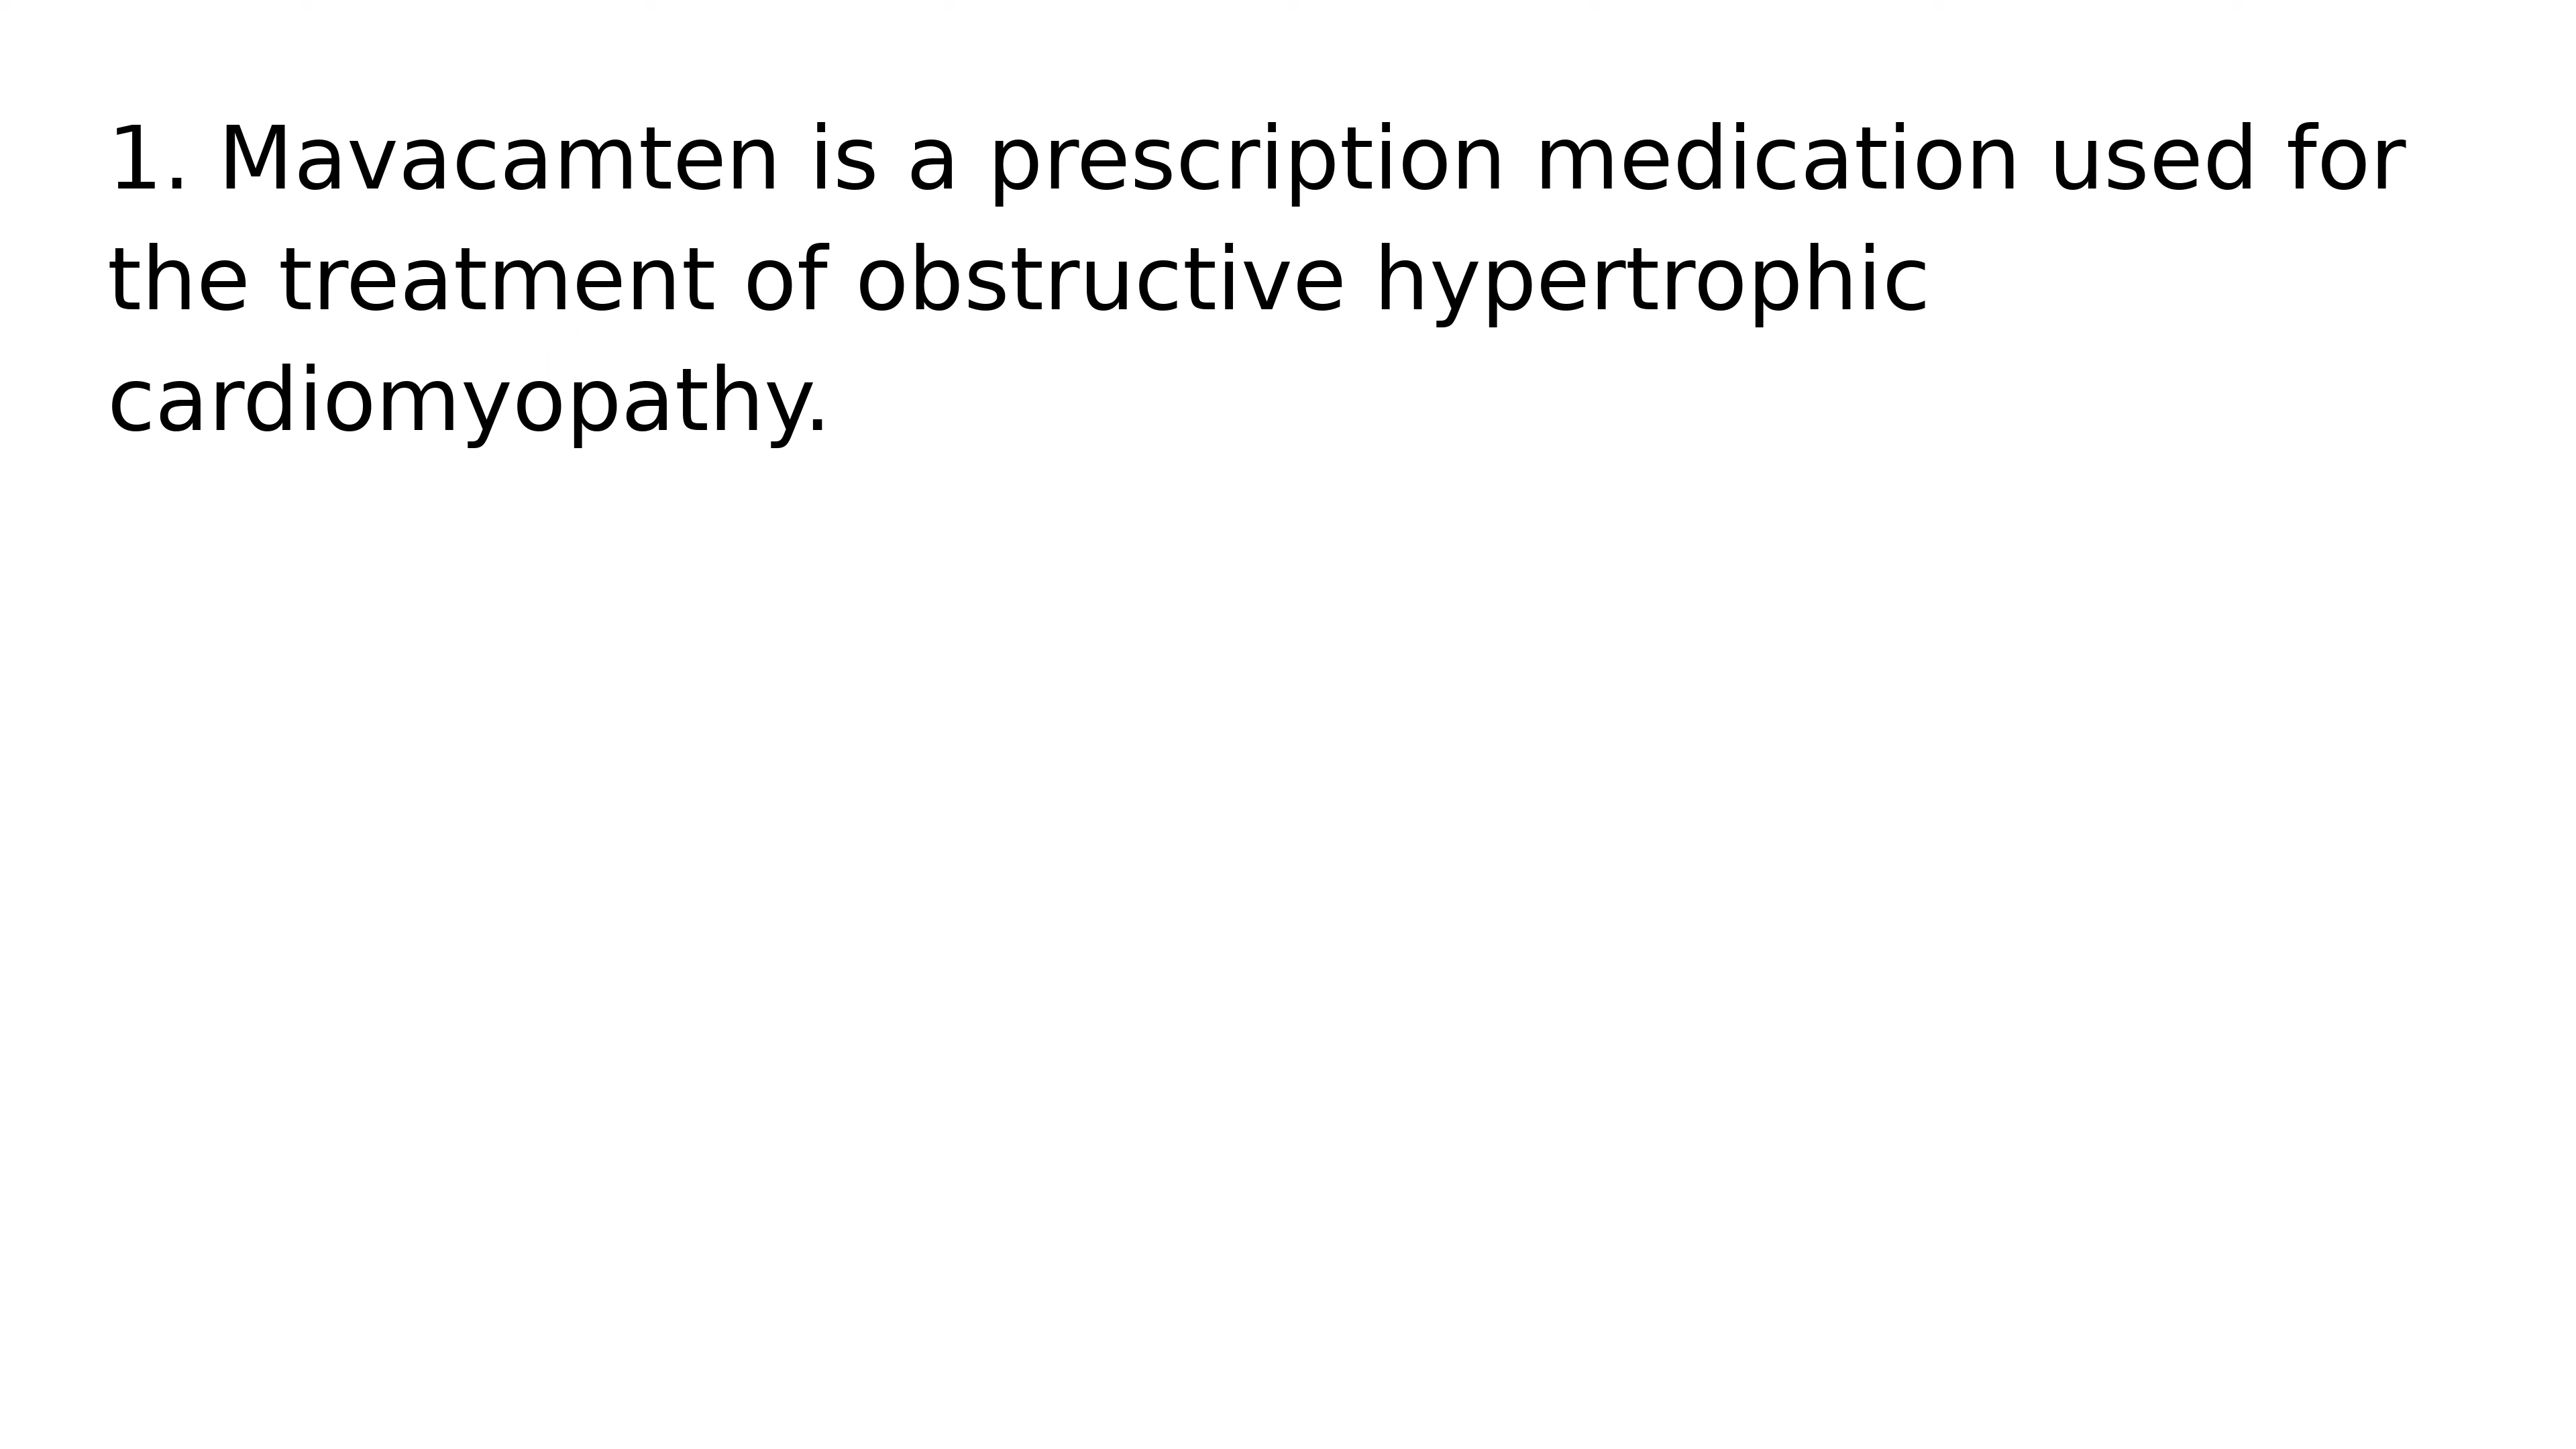 1. Mavacamten is a prescription medication used for
the treatment of obstructive hypertrophic
cardiomyopathy.